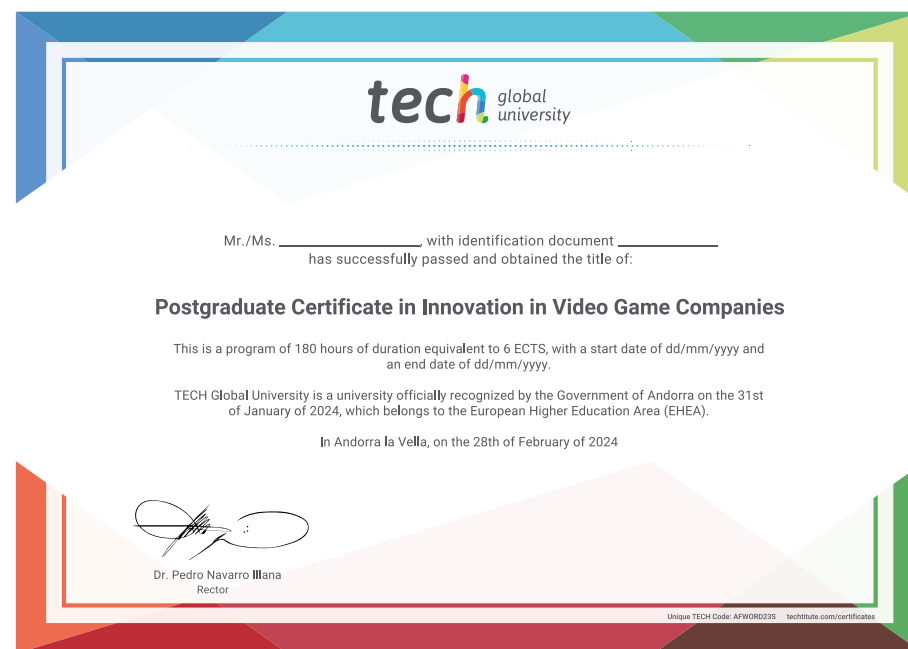 tech global university
Mr./Ms. ____________, with identification document ____________
has successfully passed and obtained the title of:
Postgraduate Certificate in Innovation in Video Game Companies
This is a program of 180 hours of duration equivalent to 6 ECTS, with a start date of dd/mm/yyyy and
an end date of dd/mm/yyyy.
TECH Global University is a university officially recognized by the Government of Andorra on the 31st
of January of 2024, which belongs to the European Higher Education Area (EHEA).
In Andorra la Vella, on the 28th of February of 2024
Dr. Pedro Navarro Illana
Rector
Unique TECH Code: AFWORD23S techtitute.com/certificates